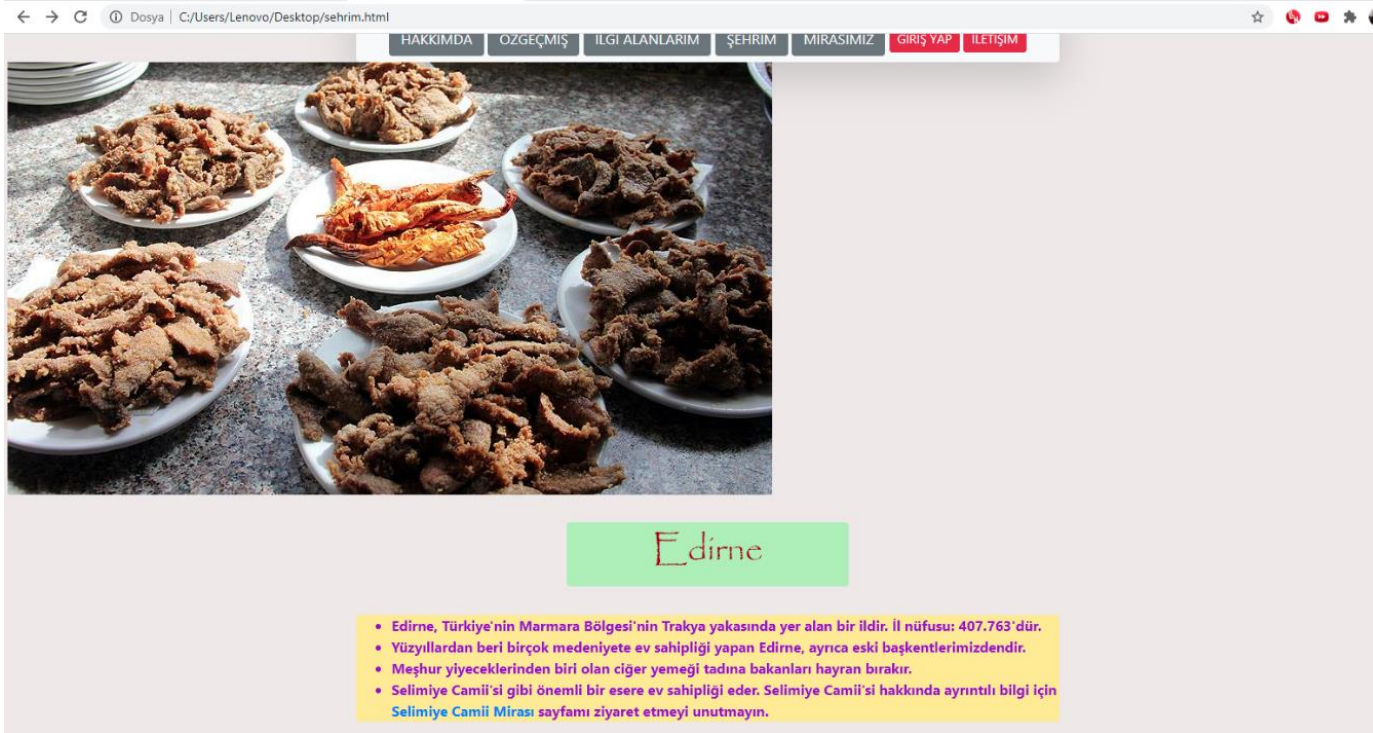 Dosya | C:/Users/Lenovo/Desktop/sehrim.html
HAKKIMDA ÖZGEÇMİŞ İLGİ ALANLARIM ŞEHRİM MİRASIMIZ GİRİŞ YAP İLETİŞİM
Edirne
• Edirne, Türkiye'nin Marmara Bölgesi'nin Trakya yakasında yer alan bir ildir. İl nüfusu: 407.763'dür.
• Yüzyıllardan beri birçok medeniyete ev sahipliği yapan Edirne, ayrıca eski başkentlerimizdendir.
• Meşhur yiyeceklerinden biri olan ciğer yemeği tadına bakanları hayran bırakır.
• Selimiye Camii'si gibi önemli bir esere ev sahipliği eder. Selimiye Camii'si hakkında ayrıntılı bilgi için
Selimiye Camii Mirası sayfamı ziyaret etmeyi unutmayın.